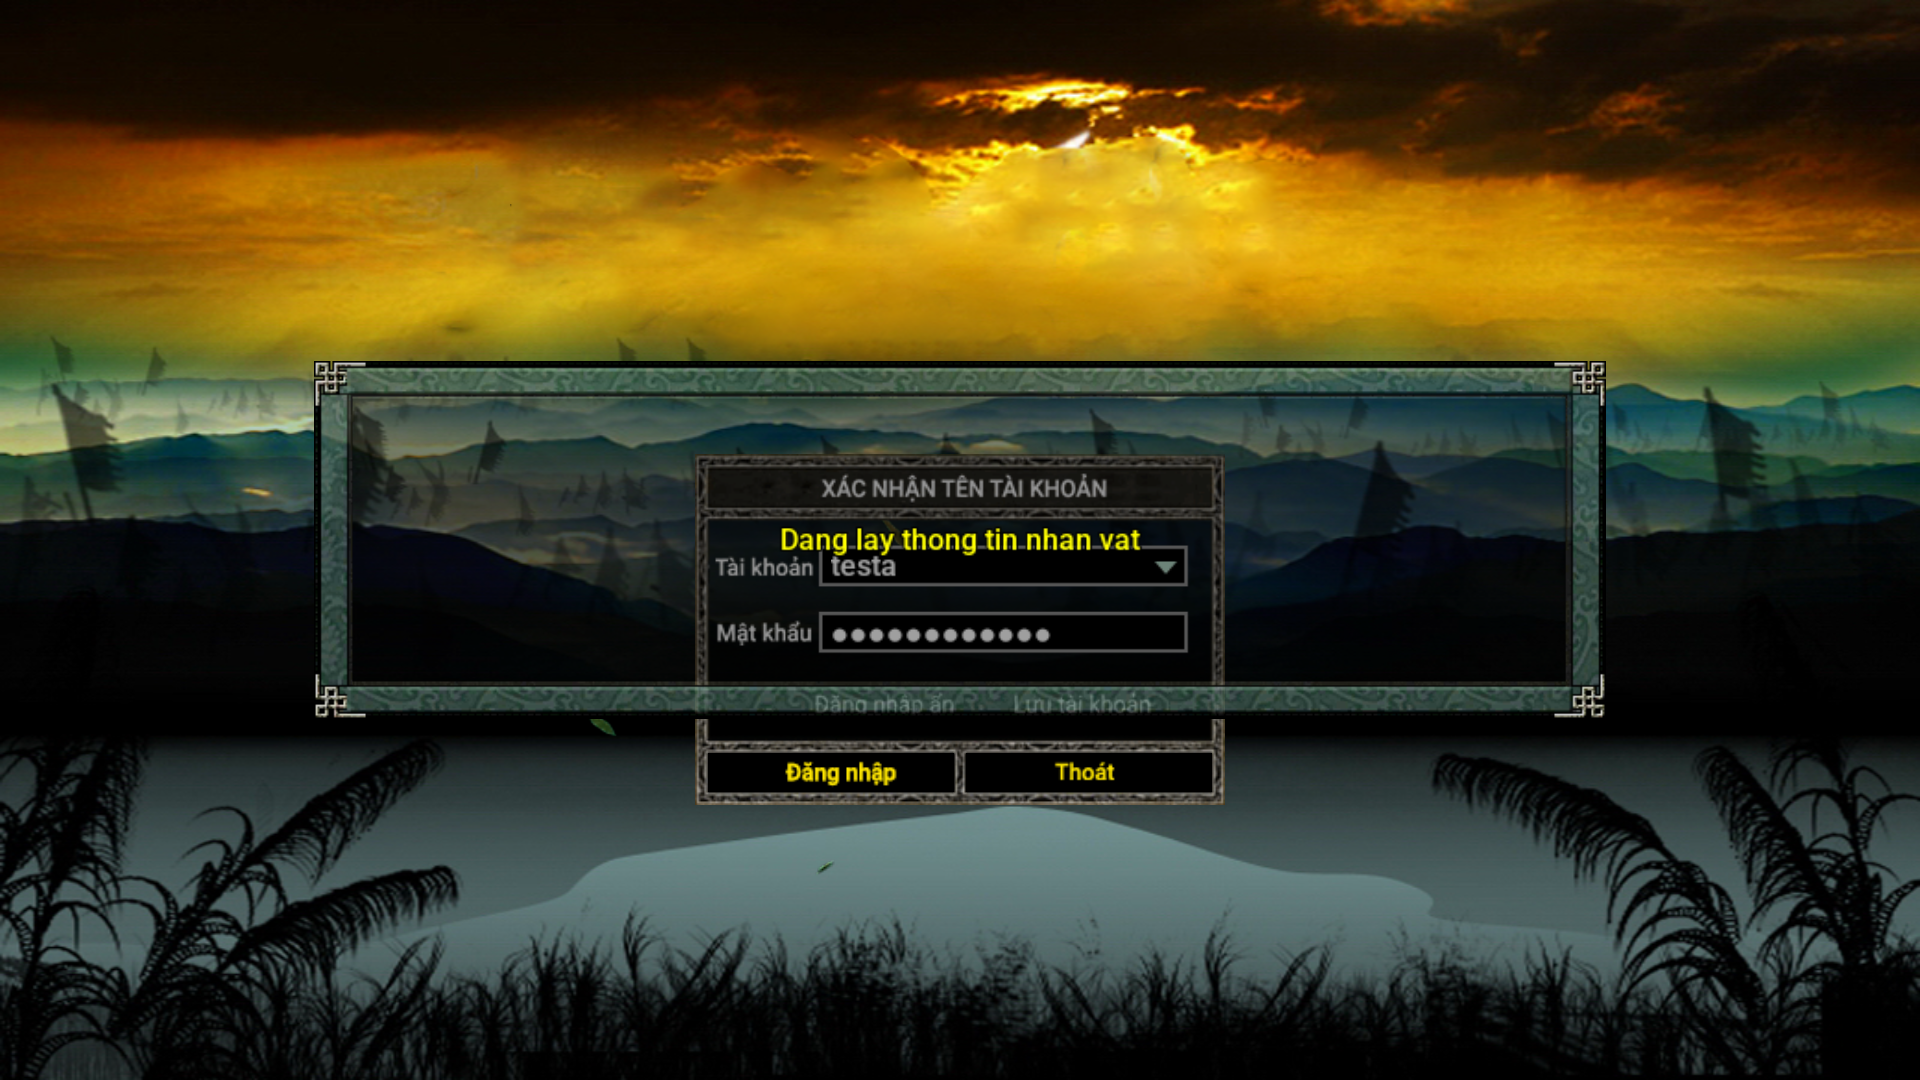 XÁC NHẬN TÊN TÀI KHOẢN
Dang lay thong tin nhan vat
Tài khoản testa
Mật khẩu ●●●●●●●●●●●●
Đăng nhập ẩn Lưu tài khoản
Đăng nhập Thoát